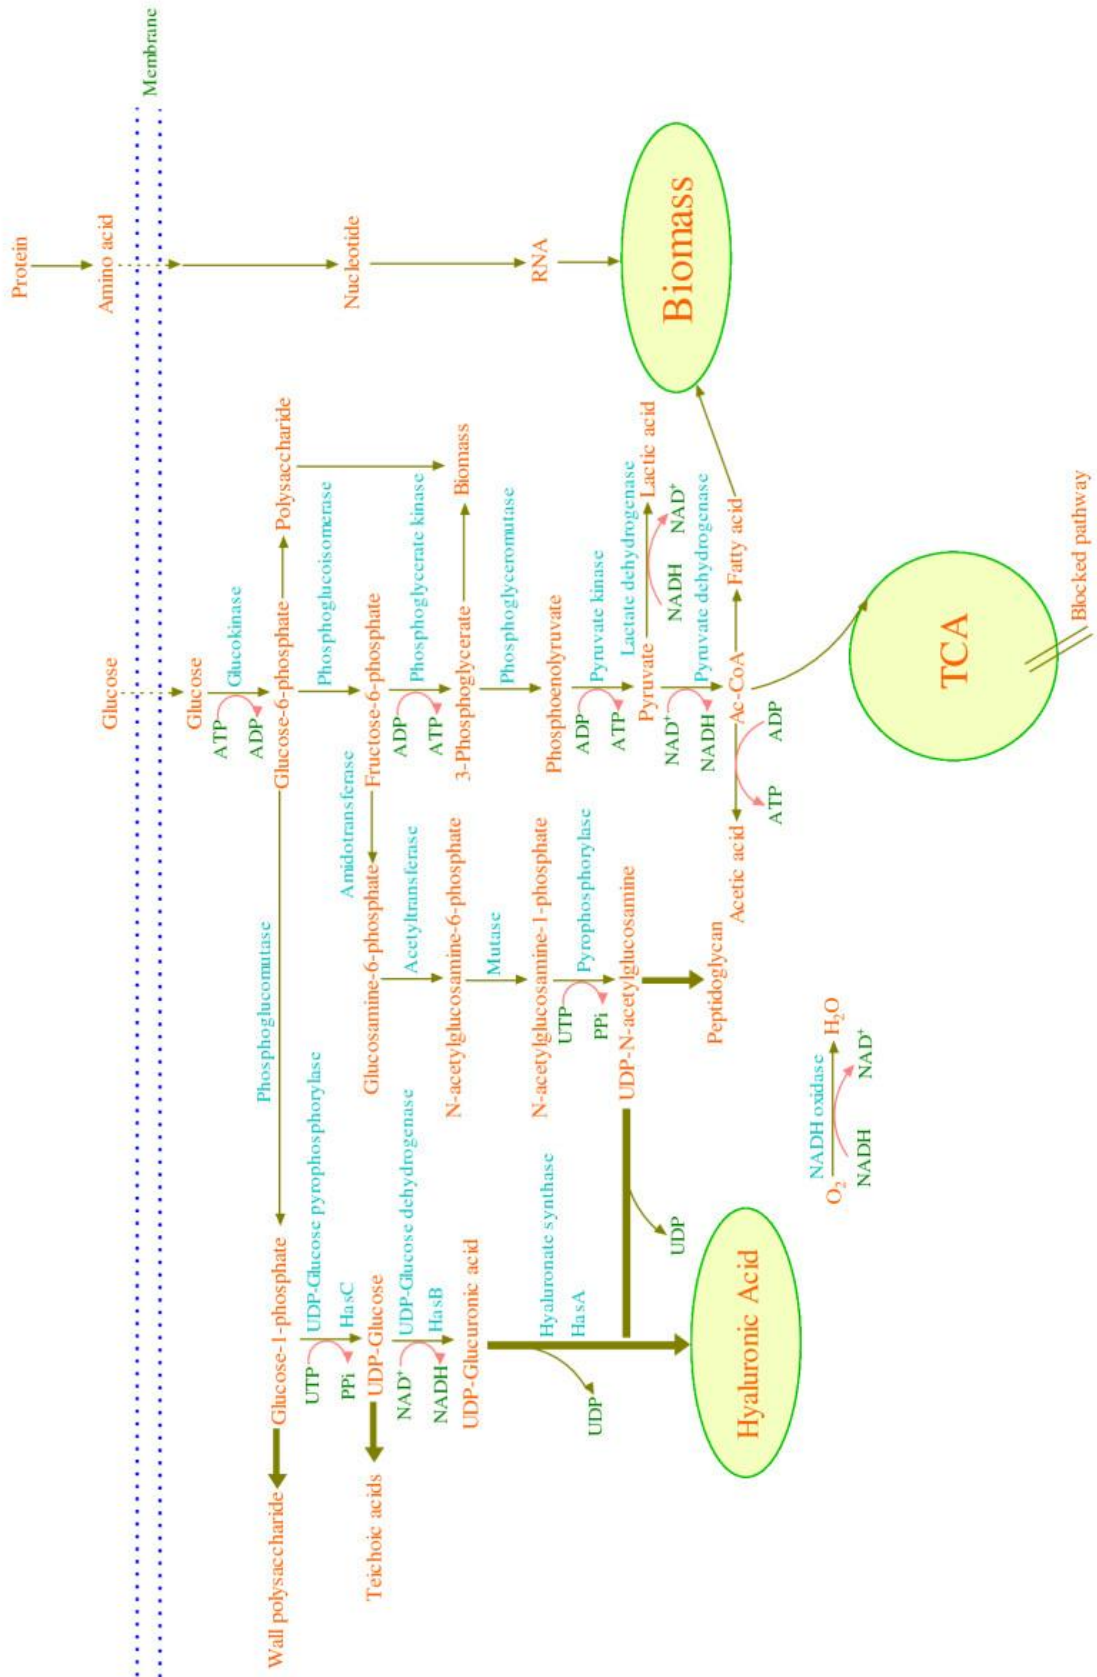 Protein
Amino acid
Membrane
Nucleotide
RNA
Biomass
Glucose
Glucose
ATP
ADP
Glucokinase
Glucose-6-phosphate
Polysaccharide
Phosphoglucoisomerase
Fructose-6-phosphate
ADP
ATP
Phosphoglycerate kinase
3-Phosphoglycerate
Biomass
Phosphoglyceromutase
Phosphoenolyruvate
ADP
ATP
Pyruvate kinase
Pyruvate
Lactate dehydrogenase
Lactic acid
NADH
NAD⁺
NAD⁺
NADH
Pyruvate dehydrogenase
Ac-CoA
Fatty acid
ADP
ATP
Acetic acid
TCA
Blocked pathway
Phosphoglucomutase
Amidotransferase
Glucosamine-6-phosphate
Acetyltransferase
N-acetylglucosamine-6-phosphate
Mutase
N-acetylglucosamine-1-phosphate
UTP
PPi
Pyrophosphorylase
UDP-N-acetylglucosamine
Peptidoglycan
Wall polysaccharide
Glucose-1-phosphate
UTP
PPi
UDP-Glucose pyrophosphorylase
HasC
Teichoic acids
UDP-Glucose
NAD⁺
NADH
UDP-Glucose dehydrogenase
HasB
UDP-Glucuronic acid
Hyaluronate synthase
HasA
UDP
UDP
Hyaluronic Acid
NADH oxidase
O₂
H₂O
NADH
NAD⁺